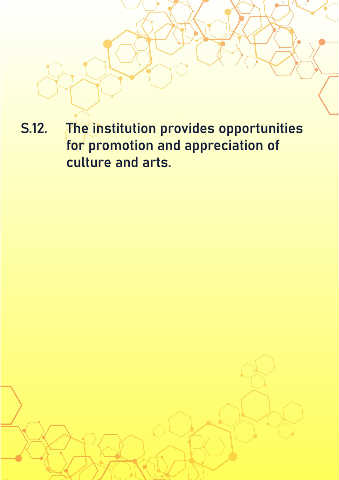 S.12. The institution provides opportunities
for promotion and appreciation of
culture and arts.